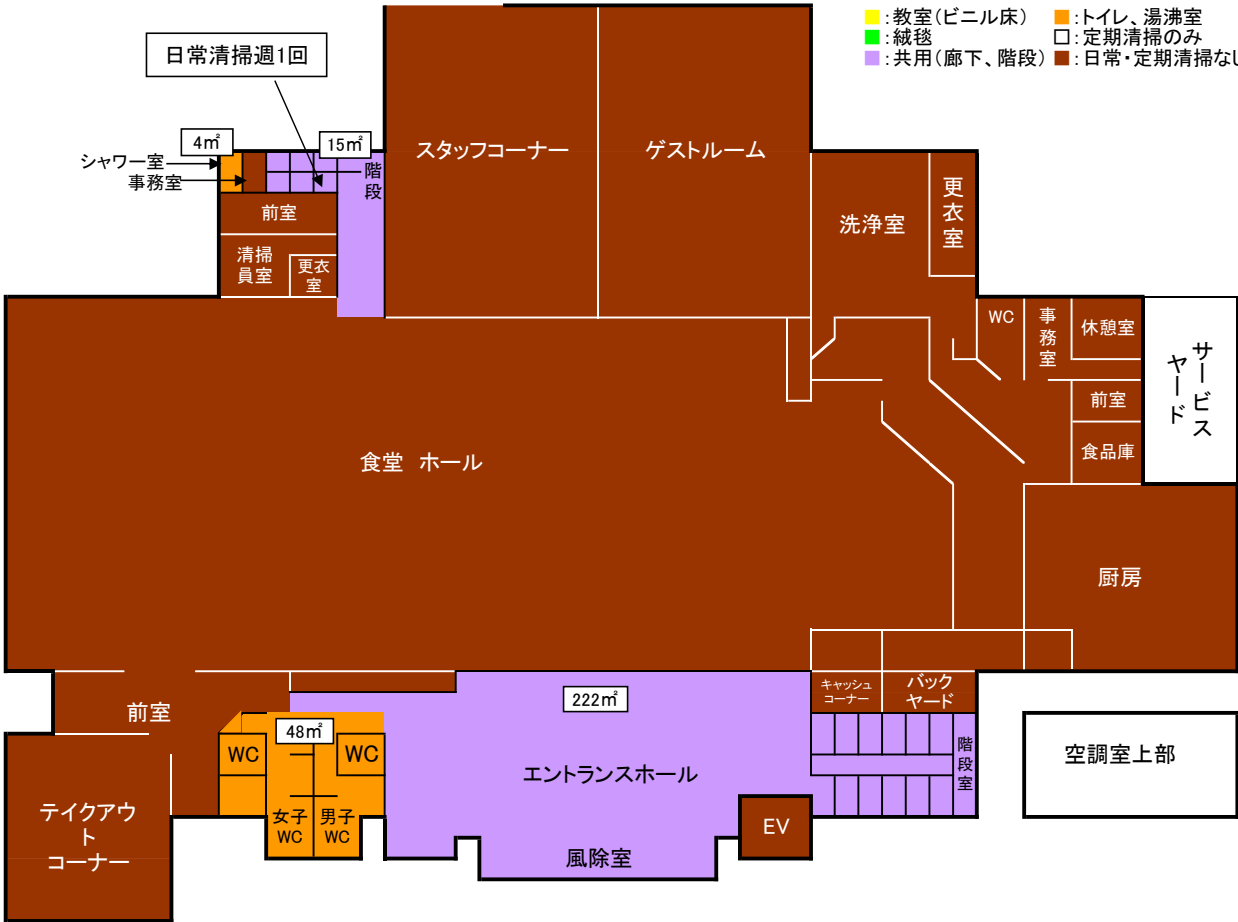 ■：教室(ビニル床)　■：トイレ、湯沸室
■：絨毯　□：定期清掃のみ
■：共用(廊下、階段)　■：日常・定期清掃なし
日常清掃週1回
4㎡
15㎡
シャワー室
事務室
階
段
前室
清掃
員室
更衣
室
スタッフコーナー
ゲストルーム
洗浄室
更
衣
室
WC
事
務
室
休憩室
前室
食品庫
サービス
ヤード
食堂　ホール
厨房
キャッシュ
コーナー
バック
ヤード
222㎡
前室
48㎡
WC
WC
女子
WC
男子
WC
エントランスホール
階
段
室
空調室上部
テイクアウ
ト
コーナー
EV
風除室